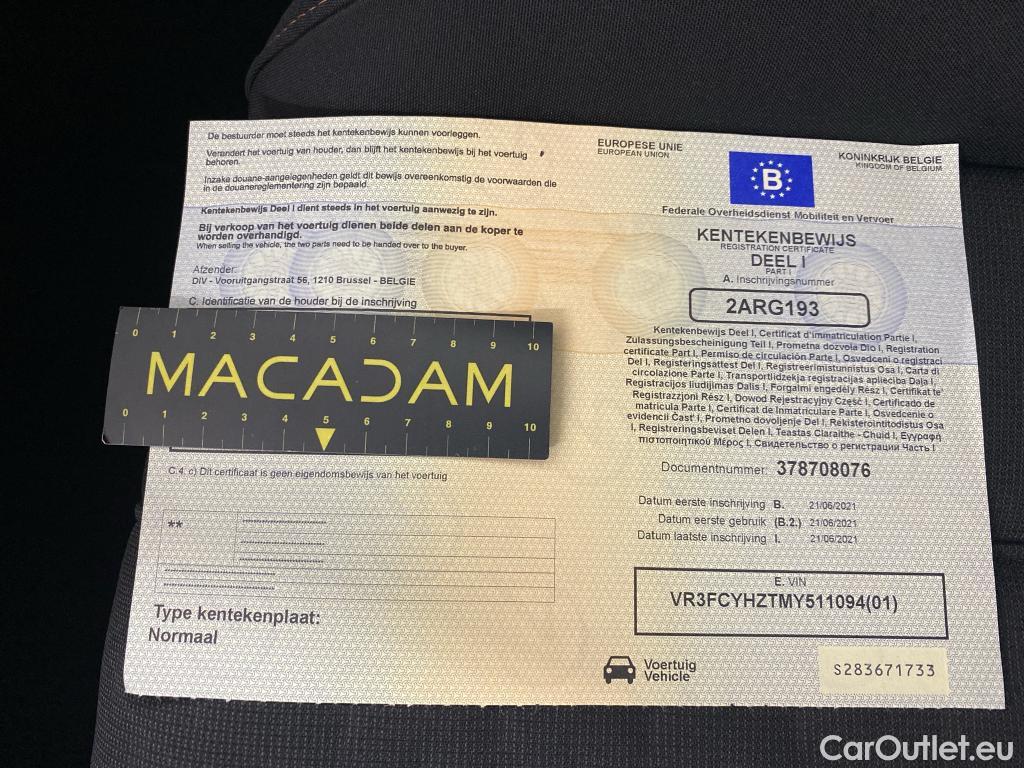 De bestuurder moet steeds het kentekenbewijs kunnen voorleggen.
Verandert het voertuig van houder, dan blijft het kentekenbewijs bij het voertuig
behoren.
Inzake douane-aangelegenheden geldt dit bewijs overeenkomstig de voorwaarden die
in de douanereglementering zijn bepaald.
Kentekenbewijs Deel I dient steeds in het voertuig aanwezig te zijn.
Bij verkoop van het voertuig dienen beide delen aan de koper te
worden overhandigd.
When selling the vehicle, the two parts need to be handed over to the buyer.
Afzender:
DIV - Vooruitgangstraat 56, 1210 Brussel - BELGIE
C. Identificatie van de houder bij de inschrijving
0 1 2 3 4 5 6 7 8 9 10
MACADAM
0 1 2 3 4 5 6 7 8 9 10
C.4. c) Dit certificaat is geen eigendomsbewijs van het voertuig
**
Type kentekenplaat:
Normaal
EUROPESE UNIE
EUROPEAN UNION
B
KONINKRIJK BELGIE
KINGDOM OF BELGIUM
Federale Overheidsdienst Mobiliteit en Vervoer
KENTEKENBEWIJS
REGISTRATION CERTIFICATE
DEEL I
PART I
A. Inschrijvingsnummer
2ARG193
Kentekenbewijs Deel I, Certificat d'immatriculation Partie I,
Zulassungsbescheinigung Teil I, Prometna dozvola Dio I, Registration
certificate Part I, Permiso de circulación Parte I, Osvedceni o registraci
Del I, Registeringsattest Del I, Registreerimistunnistus Osa I, Carta di
circolazione Parte I, Transportlidzekja registracijas aplieciba Daļa I,
Registracijos liudijimas Dalis I, Forgalmi engedély Rész I, Certifikat te'
Registrazzjoni Rész I, Dowod Rejestracyjny Część I, Certificado de
matricula Parte I, Certificat de Inmatriculare Parte I, Osvedcenie o
evidencii Časť I, Prometno dovoljenje Del I, Rekisterointitodistus Osa
I, Registreringsbeviset Delen I, Teastas Claraithe - Chuid I, Εγγραφή
πιστοποιητικού Μέρος I, Свидетельство о регистрации Часть I
Documentnummer: 378708076
Datum eerste inschrijving B. 21/06/2021
Datum eerste gebruik (B.2.) 21/06/2021
Datum laatste inschrijving I. 21/06/2021
E. VIN
VR3FCYHZTMY511094(01)
Voertuig
Vehicle
S283671733
CarOutlet.eu